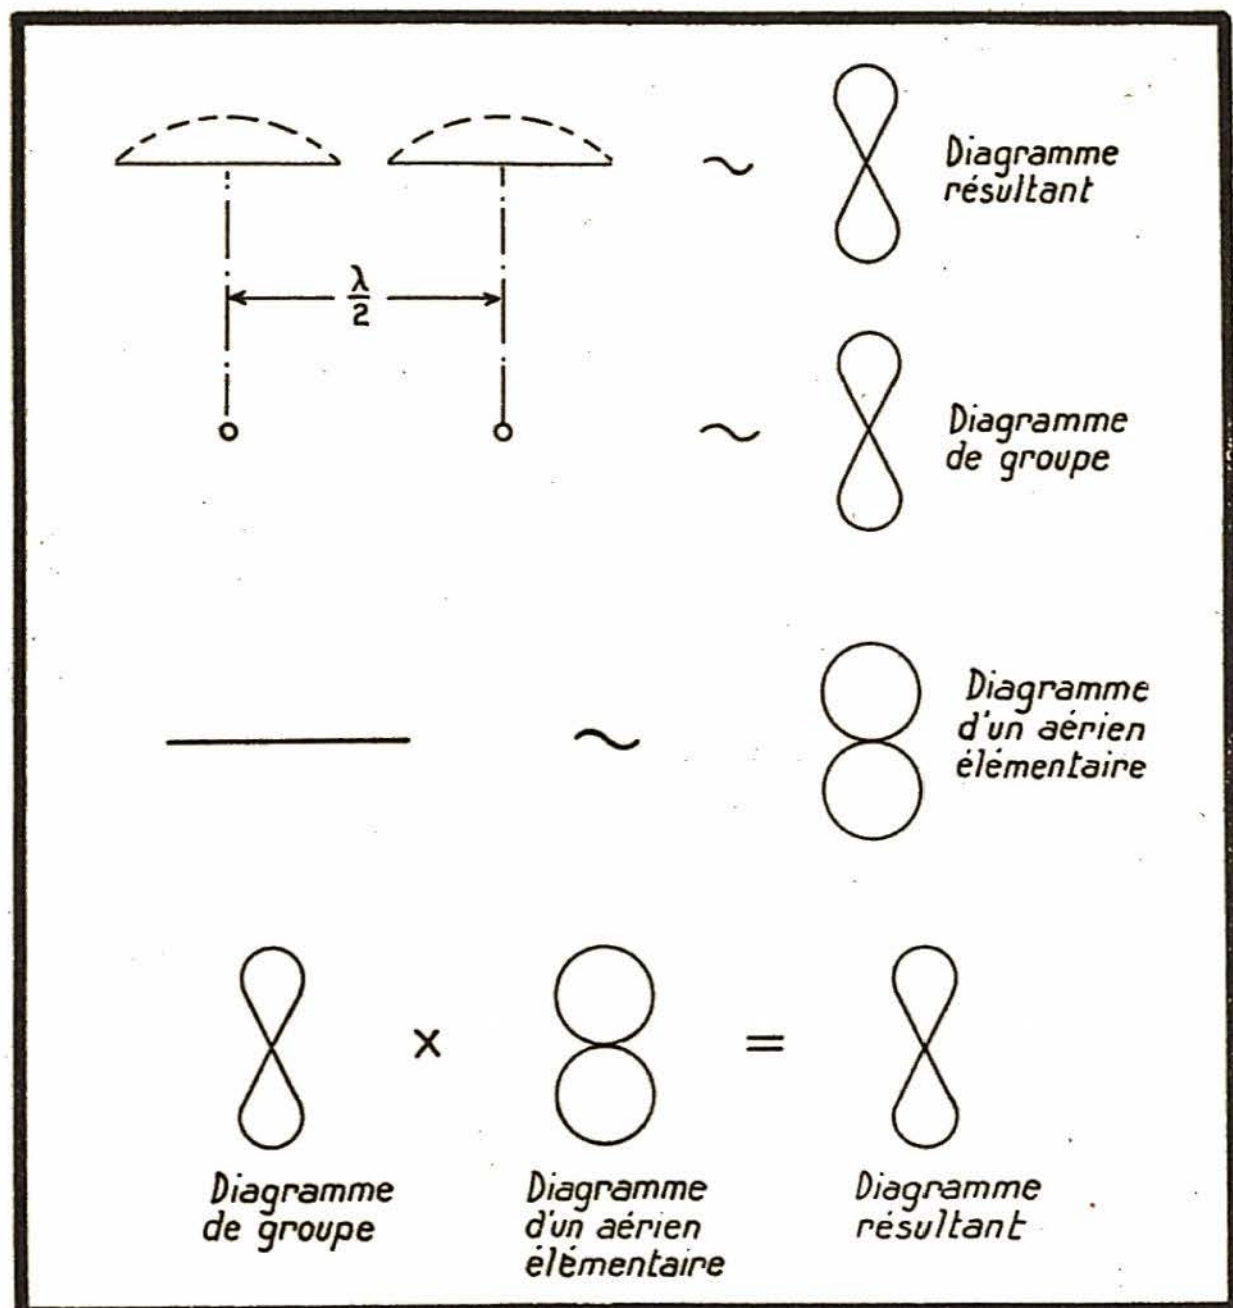 ~
Diagramme
résultant
λ/2
~
Diagramme
de groupe
~
Diagramme
d'un aérien
élémentaire
× =
Diagramme
de groupe
Diagramme
d'un aérien
élémentaire
Diagramme
résultant